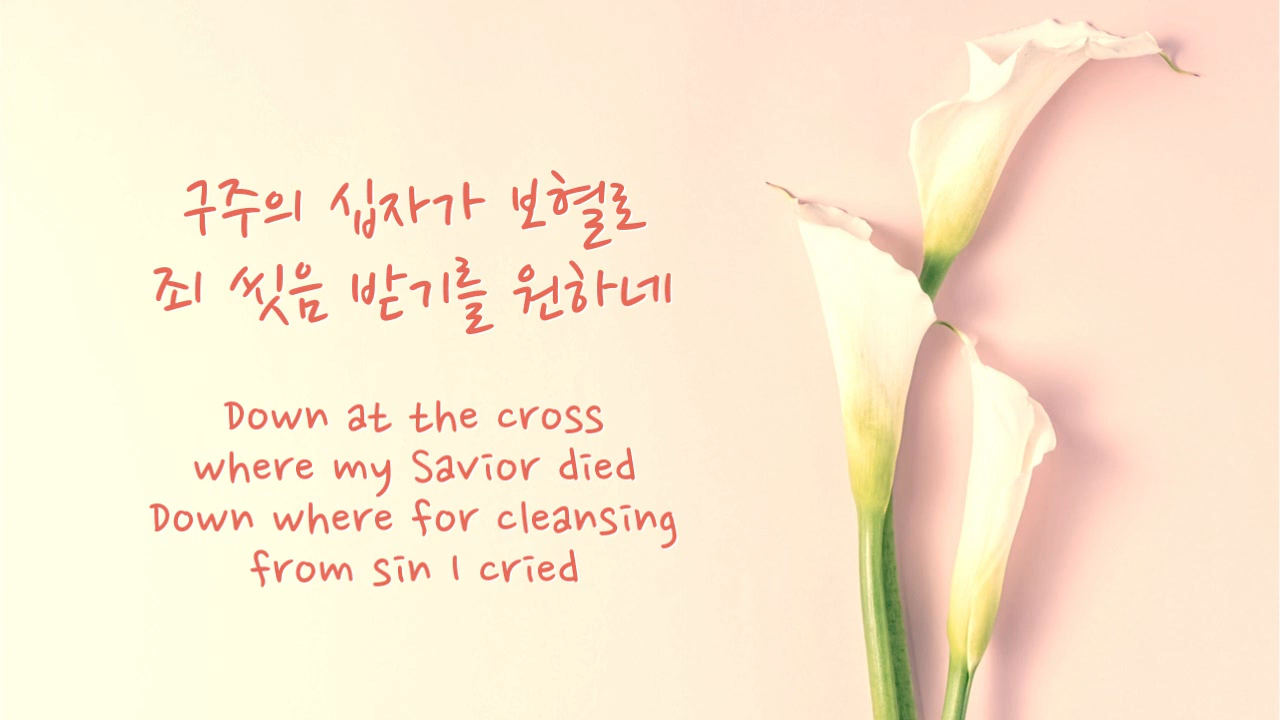 구주의 십자가 보혈로
죄 씻음 받기를 원하네
Down at the cross
where my Savior died
Down where for cleansing
from sin I cried